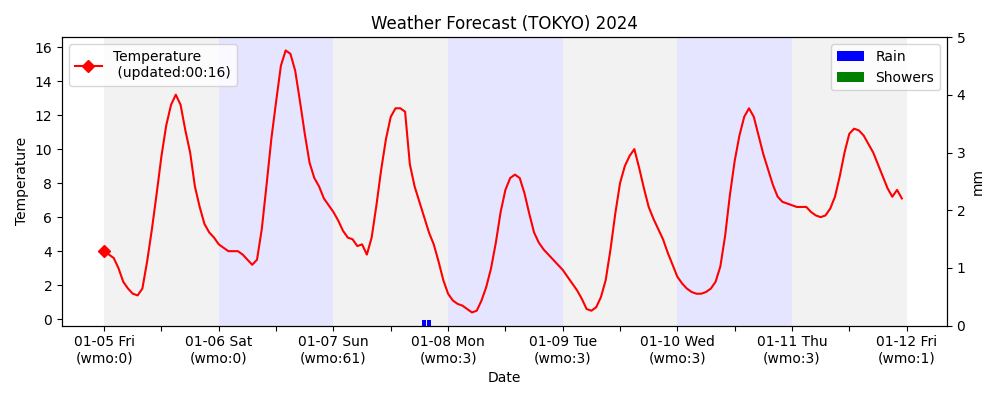 Weather Forecast (TOKYO) 2024
Temperature
(updated:00:16)
Rain
Showers
16
14
12
10
8
6
4
2
0
Temperature
5
4
3
2
1
0
mm
01-05 Fri
(wmo:0)
01-06 Sat
(wmo:0)
01-07 Sun
(wmo:61)
01-08 Mon
(wmo:3)
01-09 Tue
(wmo:3)
01-10 Wed
(wmo:3)
01-11 Thu
(wmo:3)
01-12 Fri
(wmo:1)
Date